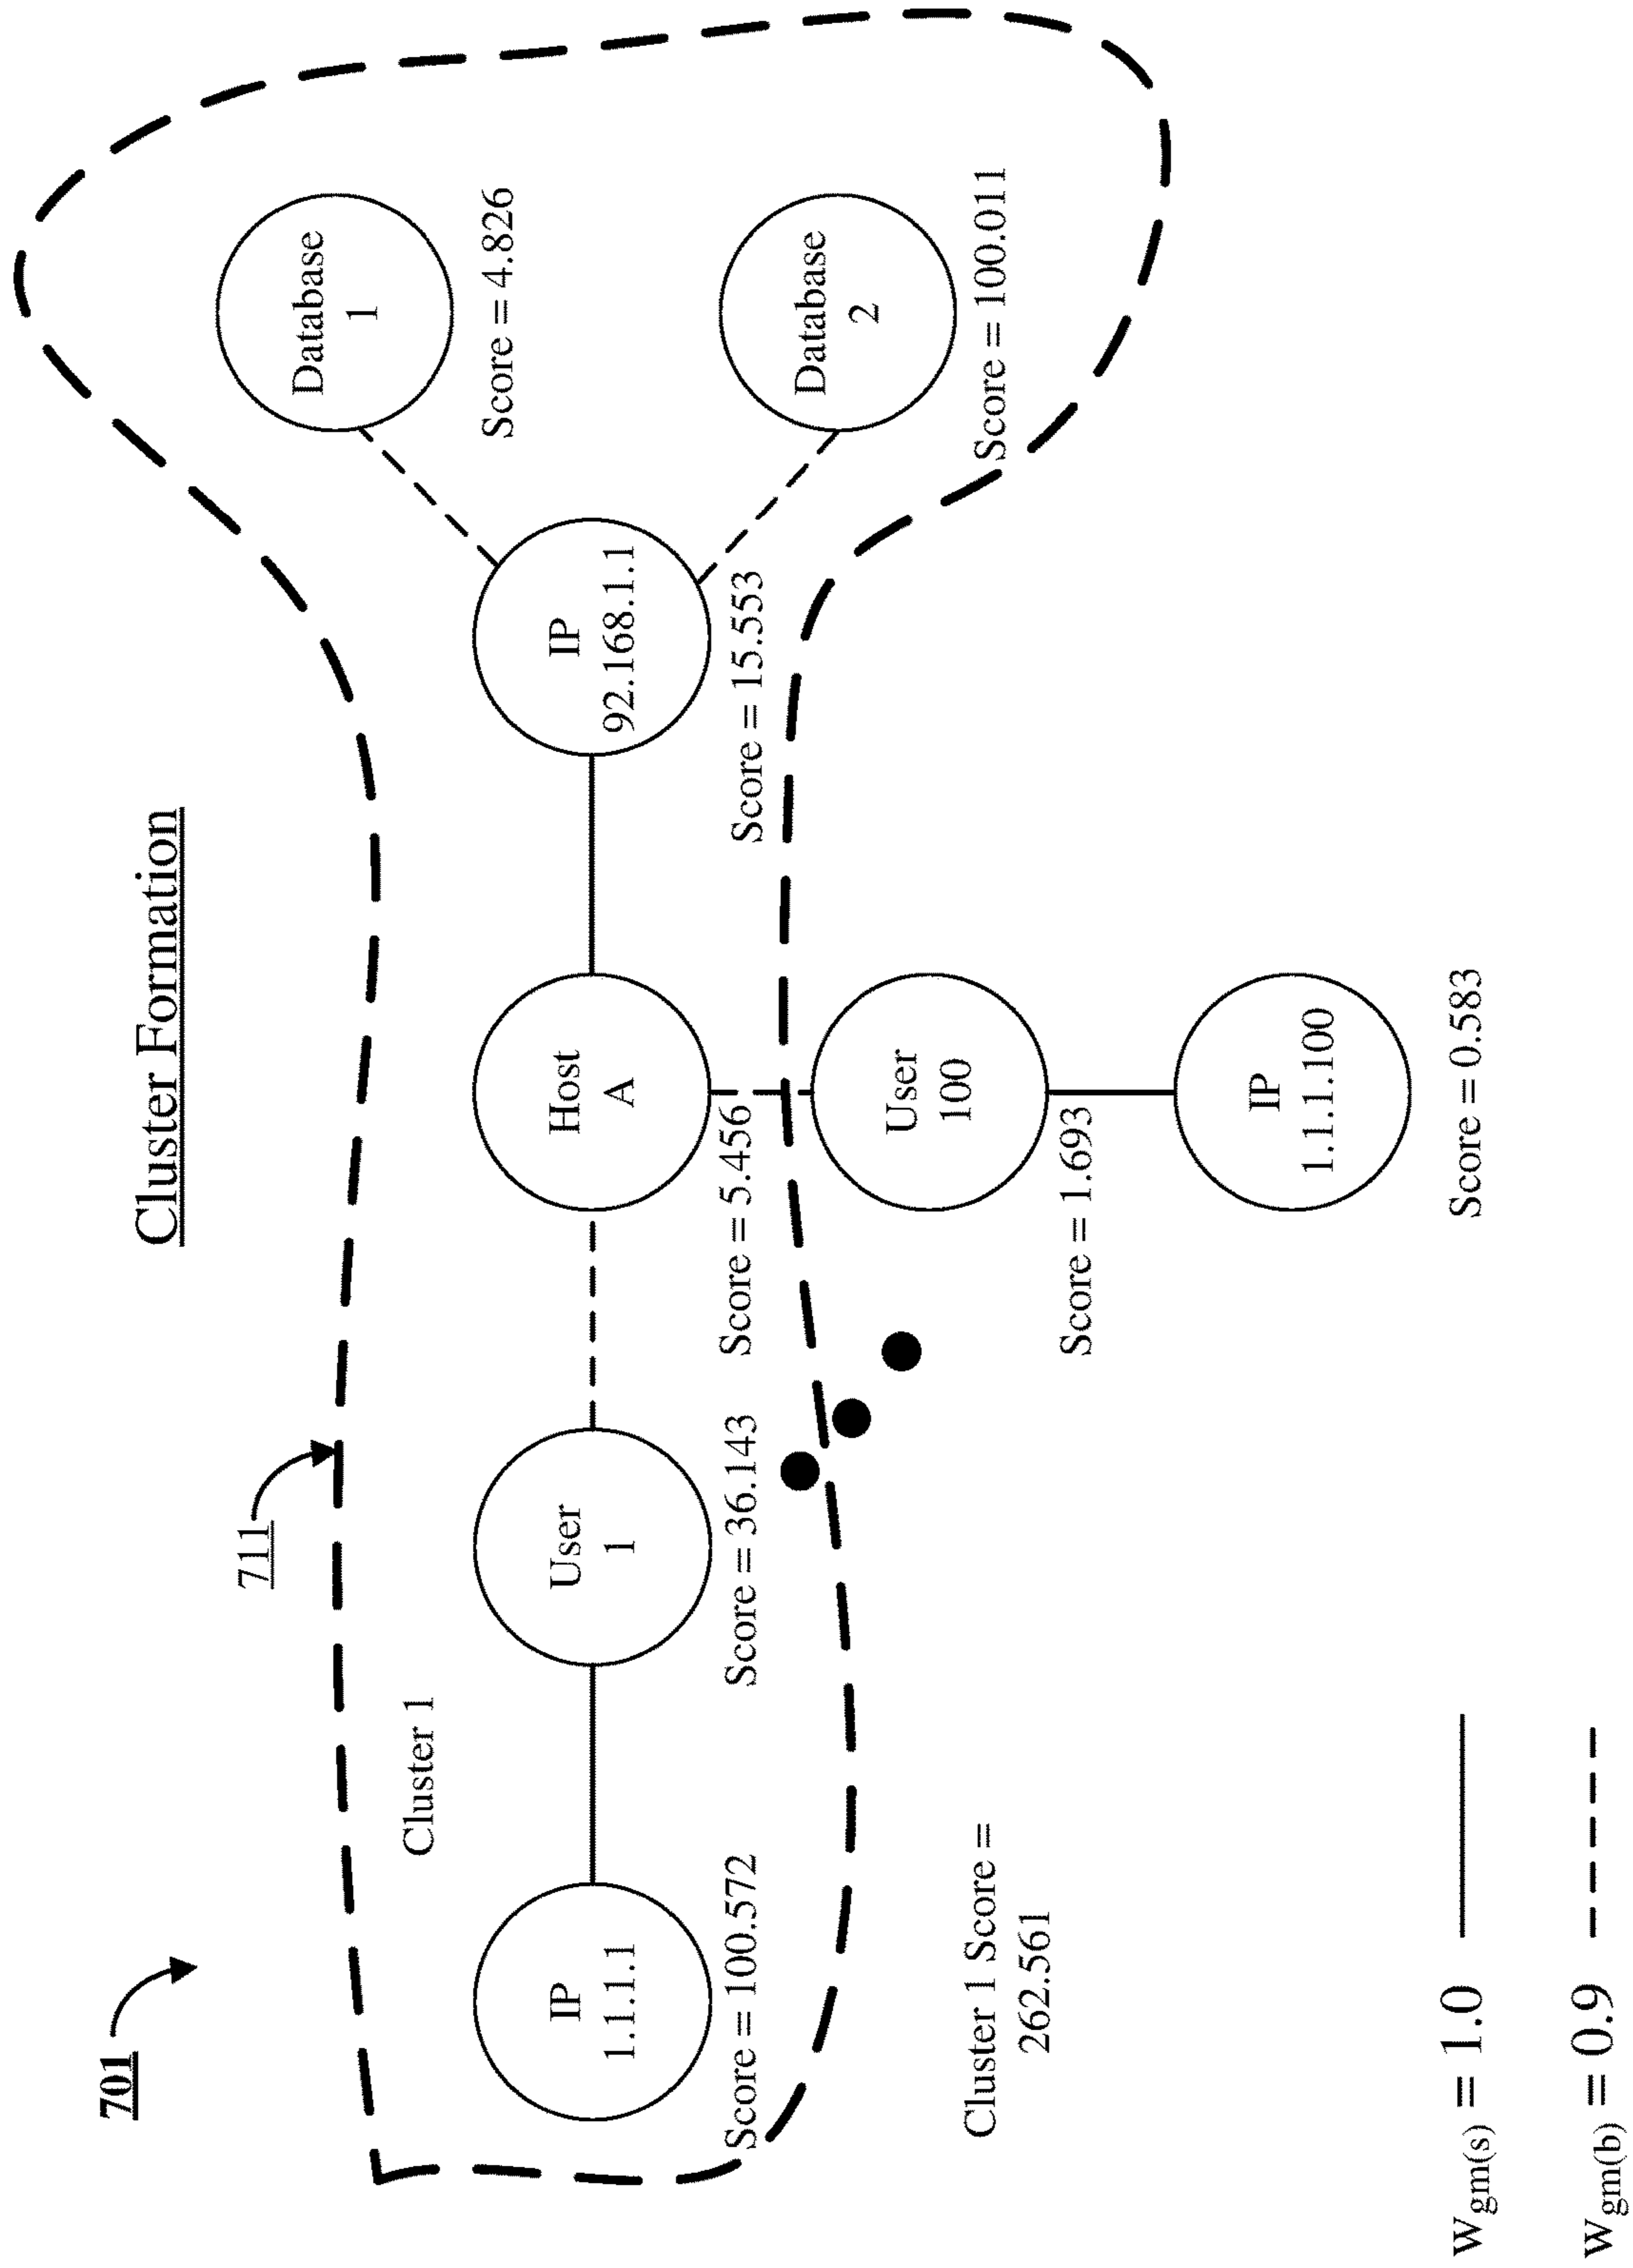 Cluster Formation
701
711
Cluster 1
IP
1.1.1.1
Score = 100.572
User
1
Score = 36.143
Host
A
Score = 5.456
IP
92.168.1.1
Score = 15.553
Database
1
Score = 4.826
Database
2
Score = 100.011
User
100
Score = 1.693
IP
1.1.1.100
Score = 0.583
Cluster 1 Score =
262.561
Wgm(s) = 1.0
Wgm(b) = 0.9